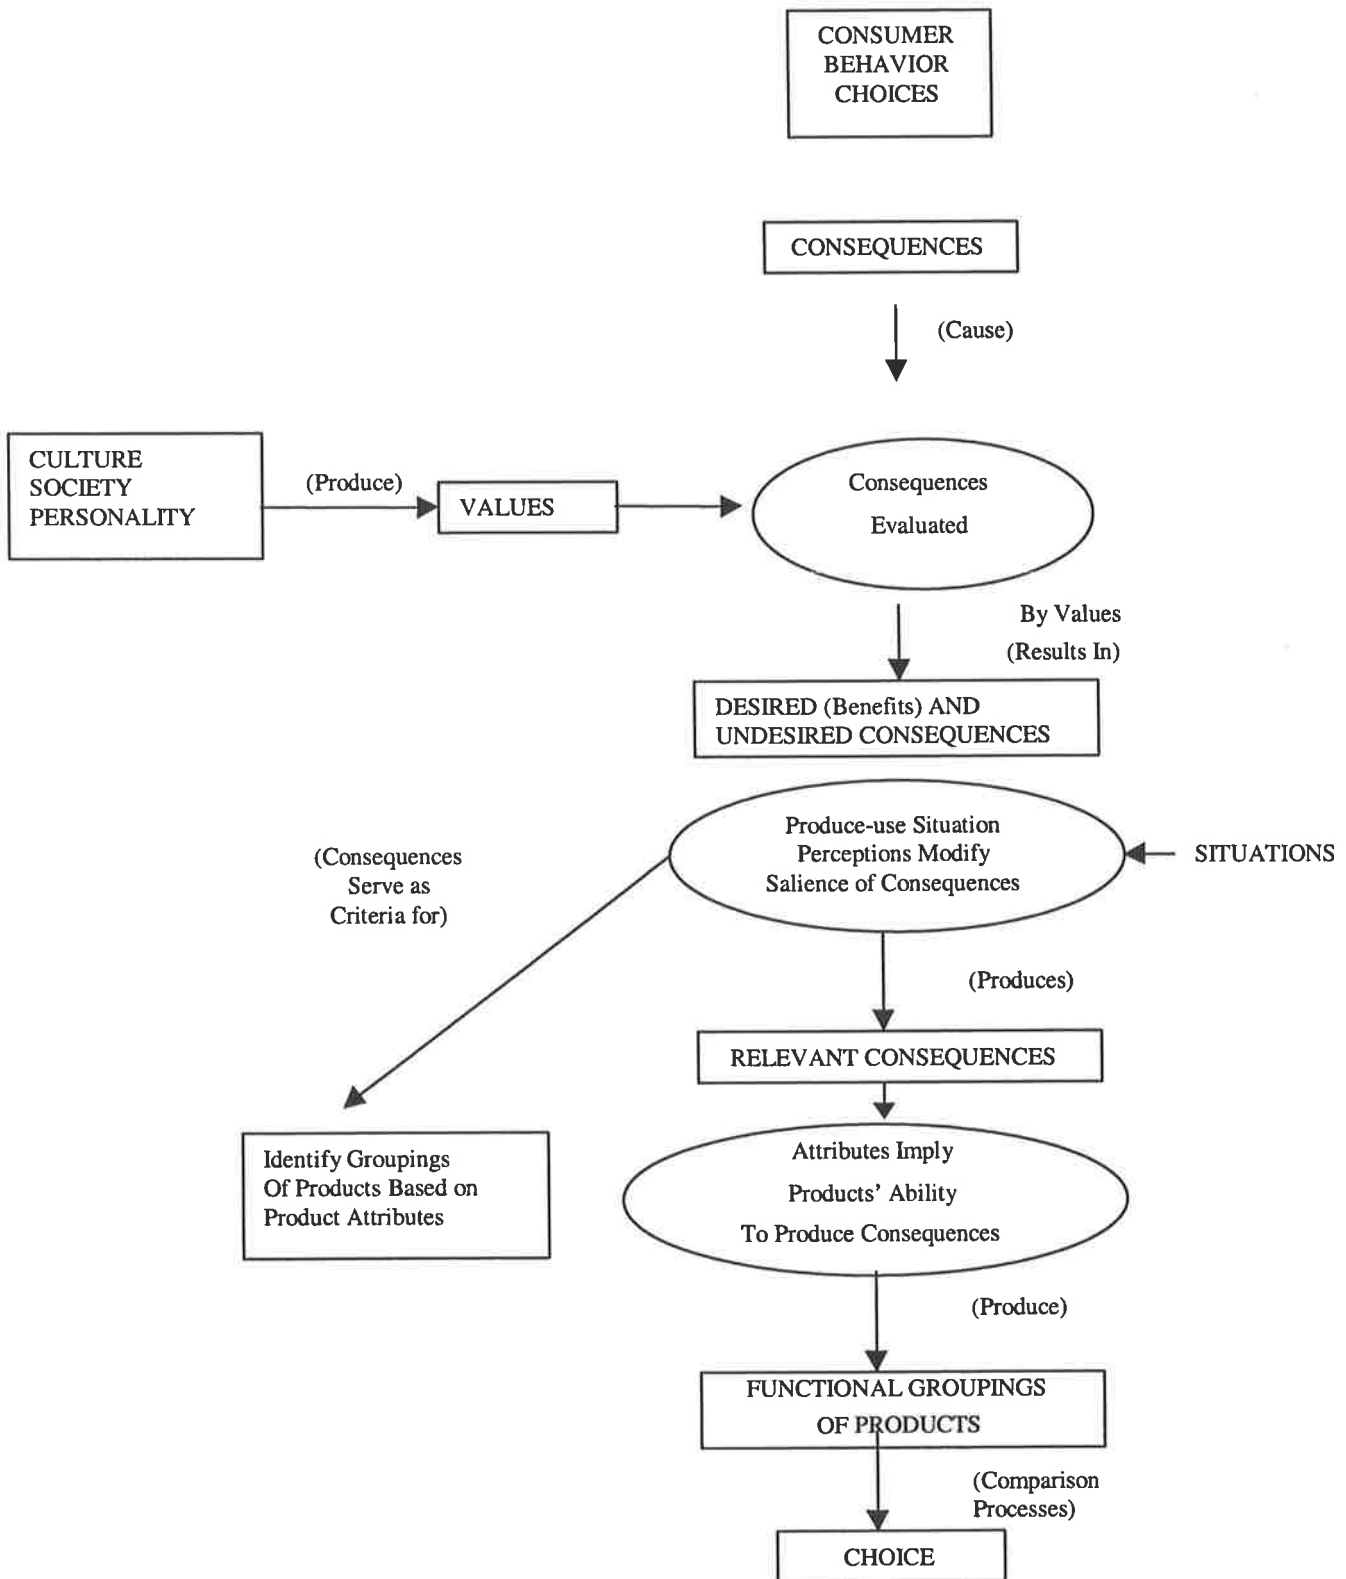 CONSUMER
BEHAVIOR
CHOICES
CONSEQUENCES
(Cause)
CULTURE
SOCIETY
PERSONALITY
(Produce)
VALUES
Consequences
Evaluated
By Values
(Results In)
DESIRED (Benefits) AND
UNDESIRED CONSEQUENCES
Produce-use Situation
Perceptions Modify
Salience of Consequences
SITUATIONS
(Consequences
Serve as
Criteria for)
(Produces)
RELEVANT CONSEQUENCES
Identify Groupings
Of Products Based on
Product Attributes
Attributes Imply
Products’ Ability
To Produce Consequences
(Produce)
FUNCTIONAL GROUPINGS
OF PRODUCTS
(Comparison
Processes)
CHOICE